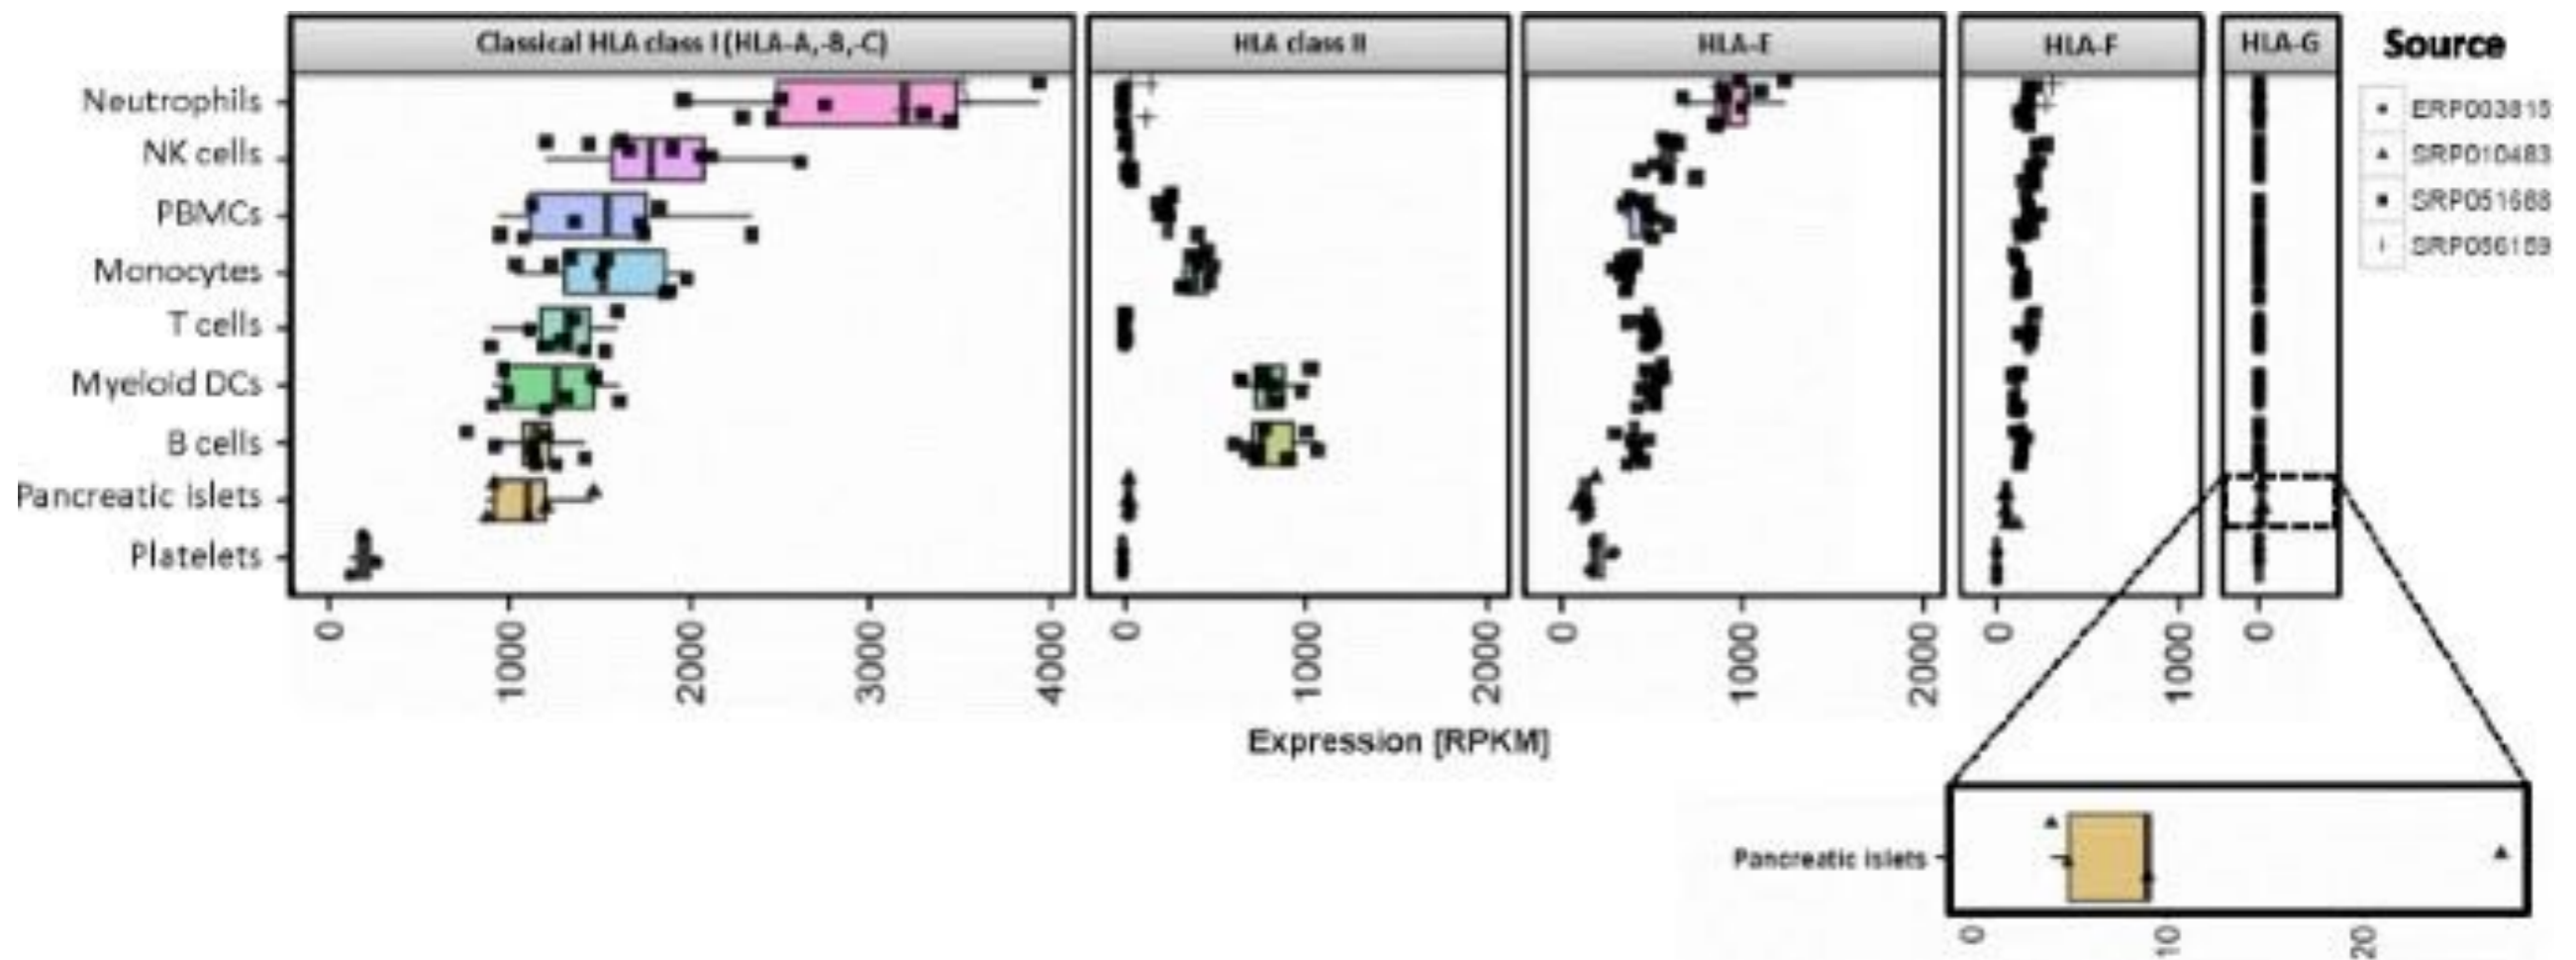 Classical HLA class I (HLA-A,-B,-C)
HLA class II
HLA-E
HLA-F
HLA-G
Source
ERP003815
SRP010483
SRP051688
SRP056159
Neutrophils
NK cells
PBMCs
Monocytes
T cells
Myeloid DCs
B cells
Pancreatic islets
Platelets
0 1000 2000 3000 4000
0 1000 2000
0 1000 2000
0 1000
0
Expression [RPKM]
Pancreatic islets
0 10 20